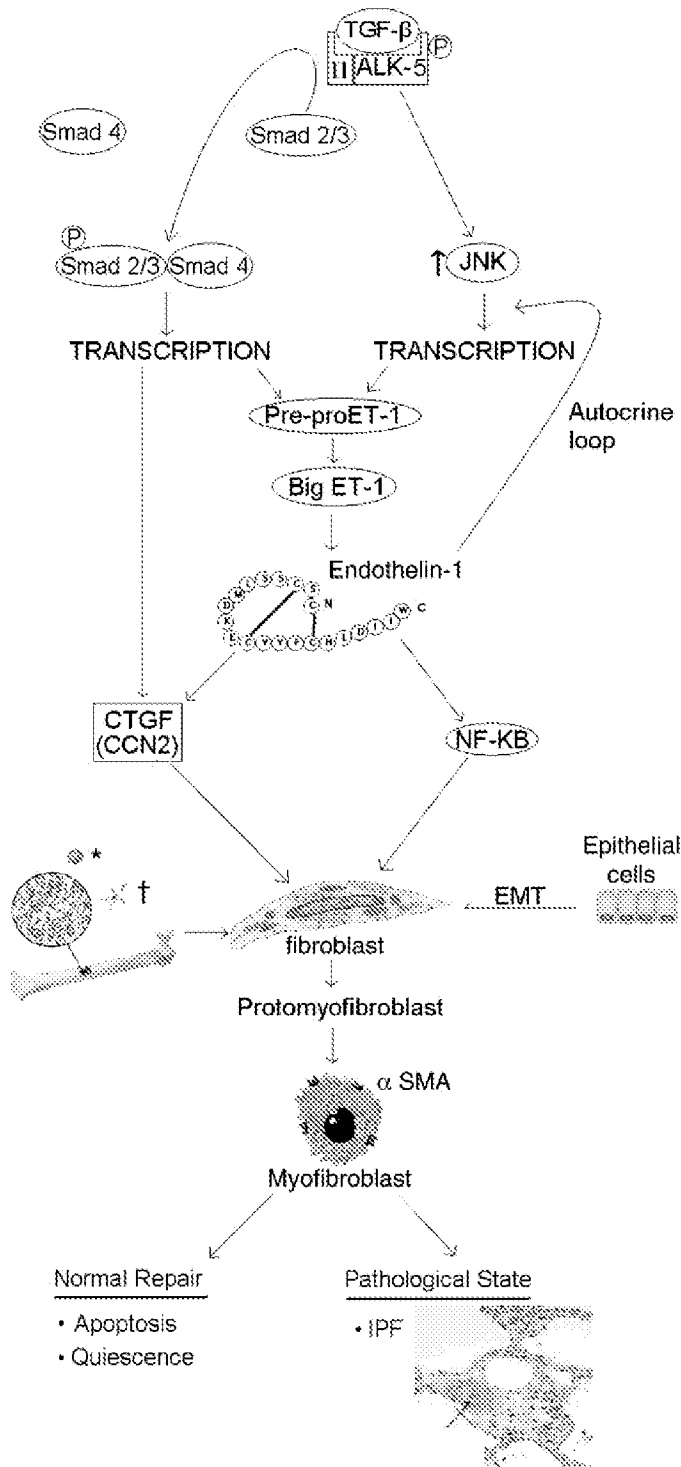 TGF-β
P
II ALK-5
Smad 4
Smad 2/3
P
Smad 2/3 Smad 4
↑ JNK
TRANSCRIPTION
TRANSCRIPTION
Pre-proET-1
Autocrine
loop
Big ET-1
Endothelin-1
N
C
CTGF
(CCN2)
NF-KB
Epithelial
cells
*
†
EMT
fibroblast
Protomyofibroblast
α SMA
Myofibroblast
Normal Repair
• Apoptosis
• Quiescence
Pathological State
• IPF